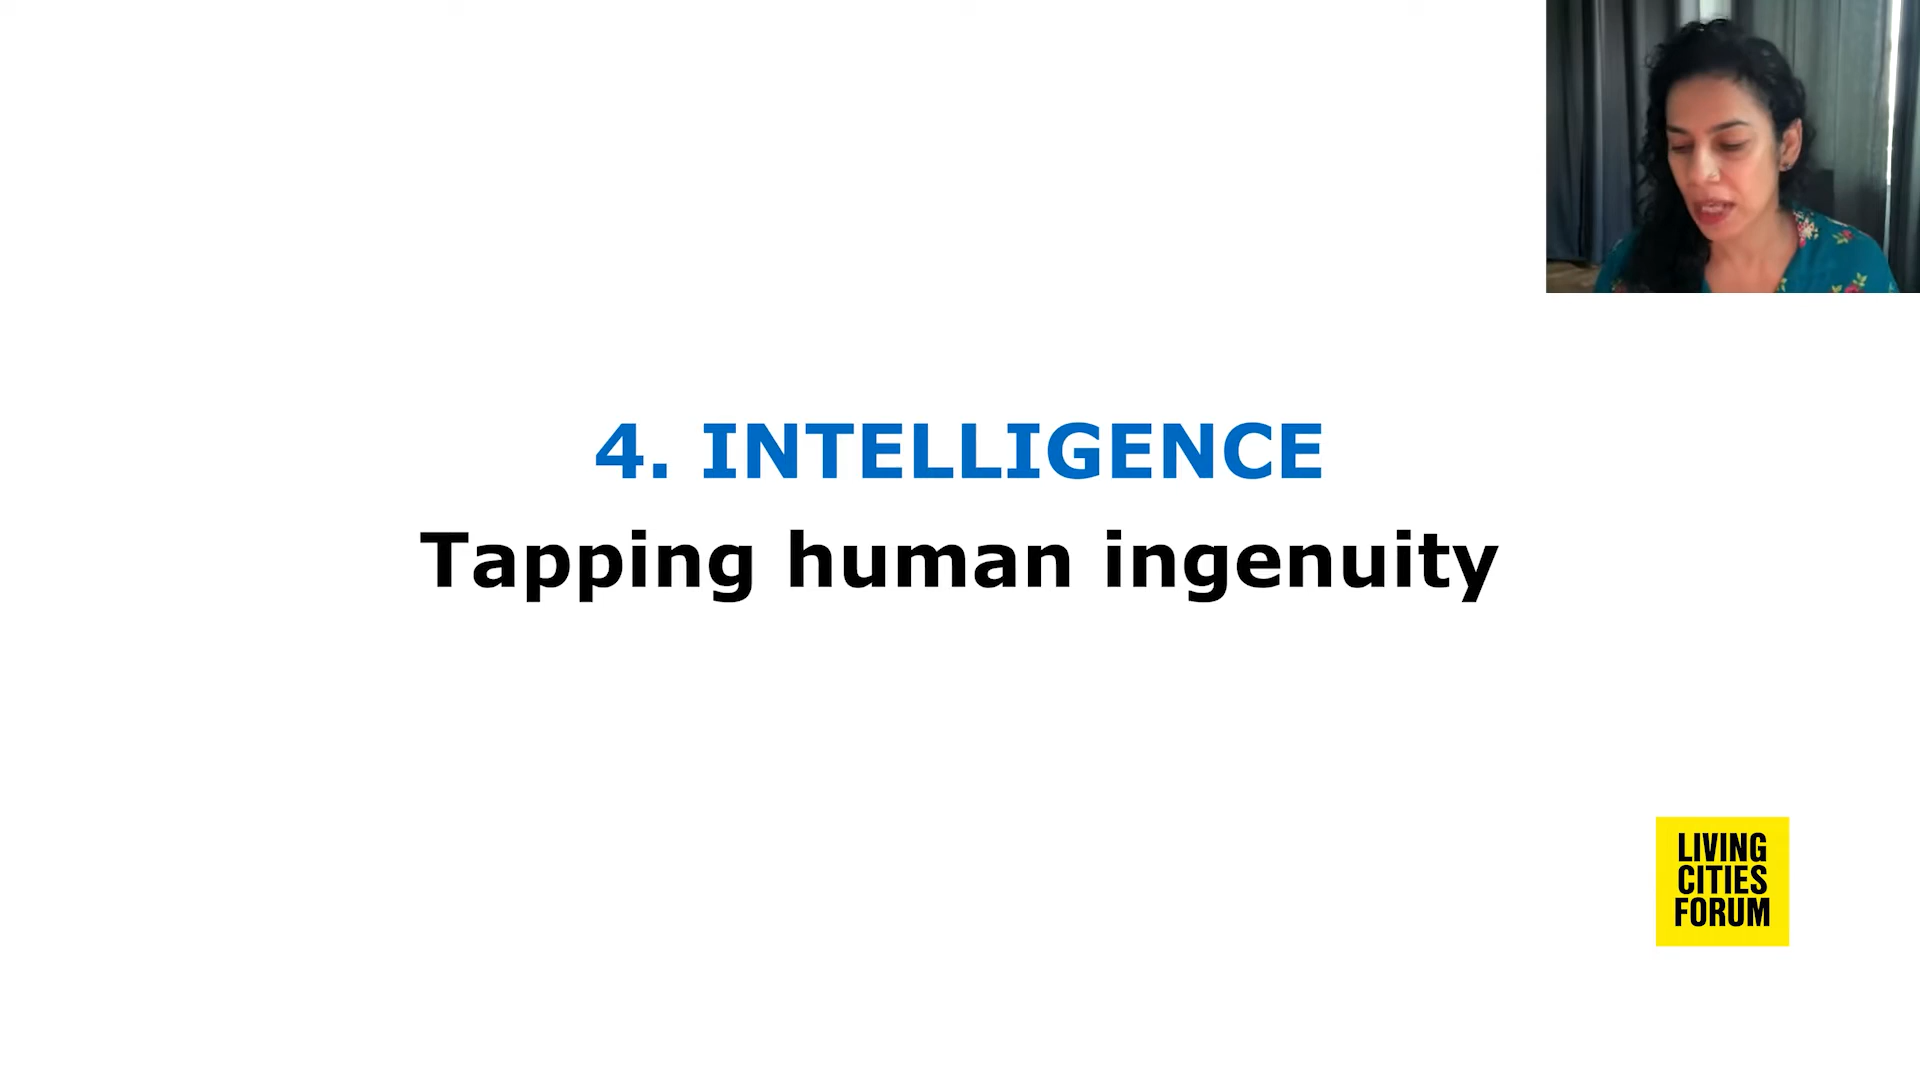 4. INTELLIGENCE
Tapping human ingenuity
LIVING
CITIES
FORUM